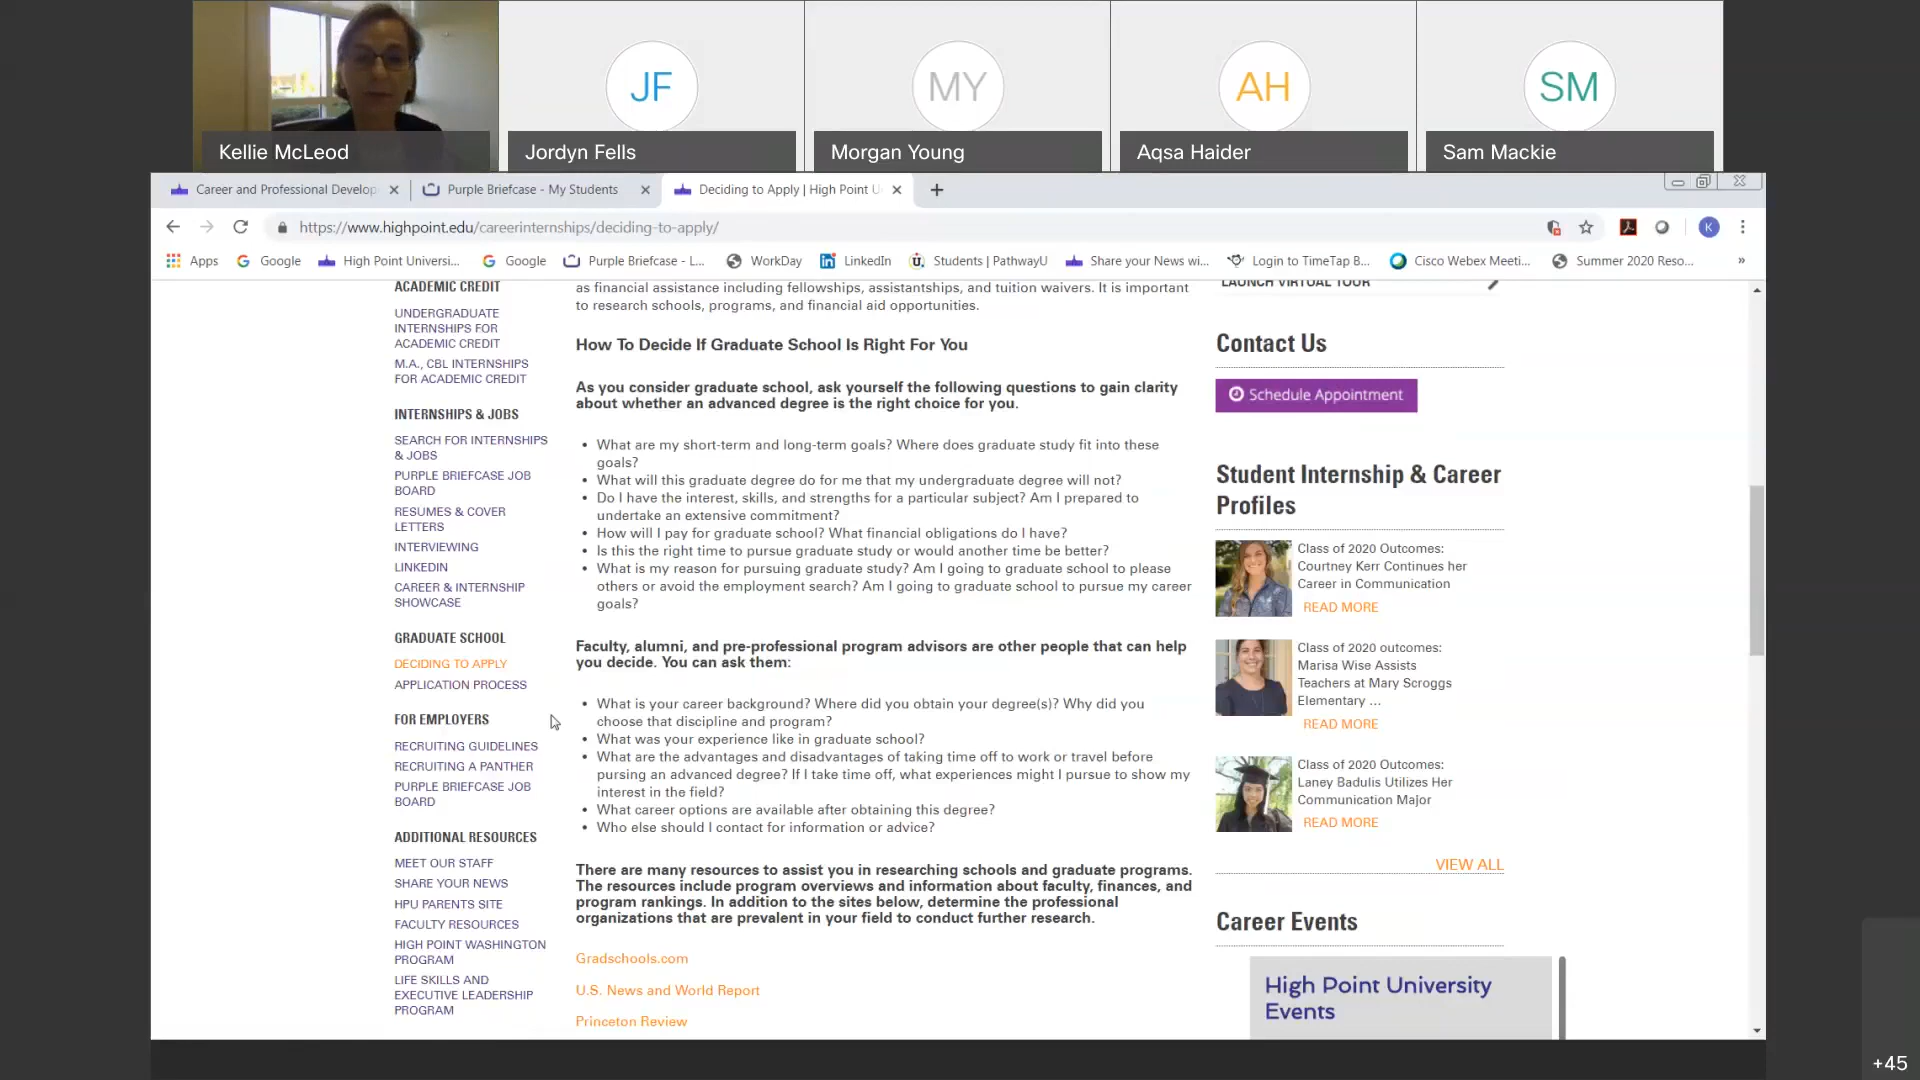 JF
MY
AH
SM
Kellie McLeod
Jordyn Fells
Morgan Young
Aqsa Haider
Sam Mackie
Career and Professional Develop
Purple Briefcase - My Students
Deciding to Apply | High Point U
https://www.highpoint.edu/careerinternships/deciding-to-apply/
K
Apps
Google
High Point Universi...
Google
Purple Briefcase - L...
WorkDay
LinkedIn
Students | PathwayU
Share your News wi...
Login to TimeTap B...
Cisco Webex Meeti...
Summer 2020 Reso...
»
ACADEMIC CREDIT
UNDERGRADUATE
INTERNSHIPS FOR
ACADEMIC CREDIT
M.A., CBL INTERNSHIPS
FOR ACADEMIC CREDIT
INTERNSHIPS & JOBS
SEARCH FOR INTERNSHIPS
& JOBS
PURPLE BRIEFCASE JOB
BOARD
RESUMES & COVER
LETTERS
INTERVIEWING
LINKEDIN
CAREER & INTERNSHIP
SHOWCASE
GRADUATE SCHOOL
DECIDING TO APPLY
APPLICATION PROCESS
FOR EMPLOYERS
RECRUITING GUIDELINES
RECRUITING A PANTHER
PURPLE BRIEFCASE JOB
BOARD
ADDITIONAL RESOURCES
MEET OUR STAFF
SHARE YOUR NEWS
HPU PARENTS SITE
FACULTY RESOURCES
HIGH POINT WASHINGTON
PROGRAM
LIFE SKILLS AND
EXECUTIVE LEADERSHIP
PROGRAM
as financial assistance including fellowships, assistantships, and tuition waivers. It is important
to research schools, programs, and financial aid opportunities.
How To Decide If Graduate School Is Right For You
As you consider graduate school, ask yourself the following questions to gain clarity
about whether an advanced degree is the right choice for you.
• What are my short-term and long-term goals? Where does graduate study fit into these
goals?
• What will this graduate degree do for me that my undergraduate degree will not?
• Do I have the interest, skills, and strengths for a particular subject? Am I prepared to
undertake an extensive commitment?
• How will I pay for graduate school? What financial obligations do I have?
• Is this the right time to pursue graduate study or would another time be better?
• What is my reason for pursuing graduate study? Am I going to graduate school to please
others or avoid the employment search? Am I going to graduate school to pursue my career
goals?
Faculty, alumni, and pre-professional program advisors are other people that can help
you decide. You can ask them:
• What is your career background? Where did you obtain your degree(s)? Why did you
choose that discipline and program?
• What was your experience like in graduate school?
• What are the advantages and disadvantages of taking time off to work or travel before
pursing an advanced degree? If I take time off, what experiences might I pursue to show my
interest in the field?
• What career options are available after obtaining this degree?
• Who else should I contact for information or advice?
There are many resources to assist you in researching schools and graduate programs.
The resources include program overviews and information about faculty, finances, and
program rankings. In addition to the sites below, determine the professional
organizations that are prevalent in your field to conduct further research.
Gradschools.com
U.S. News and World Report
Princeton Review
LAUNCH VIRTUAL TOUR
Contact Us
Schedule Appointment
Student Internship & Career
Profiles
Class of 2020 Outcomes:
Courtney Kerr Continues her
Career in Communication
READ MORE
Class of 2020 outcomes:
Marisa Wise Assists
Teachers at Mary Scroggs
Elementary ...
READ MORE
Class of 2020 Outcomes:
Laney Badulis Utilizes Her
Communication Major
READ MORE
VIEW ALL
Career Events
High Point University
Events
+45